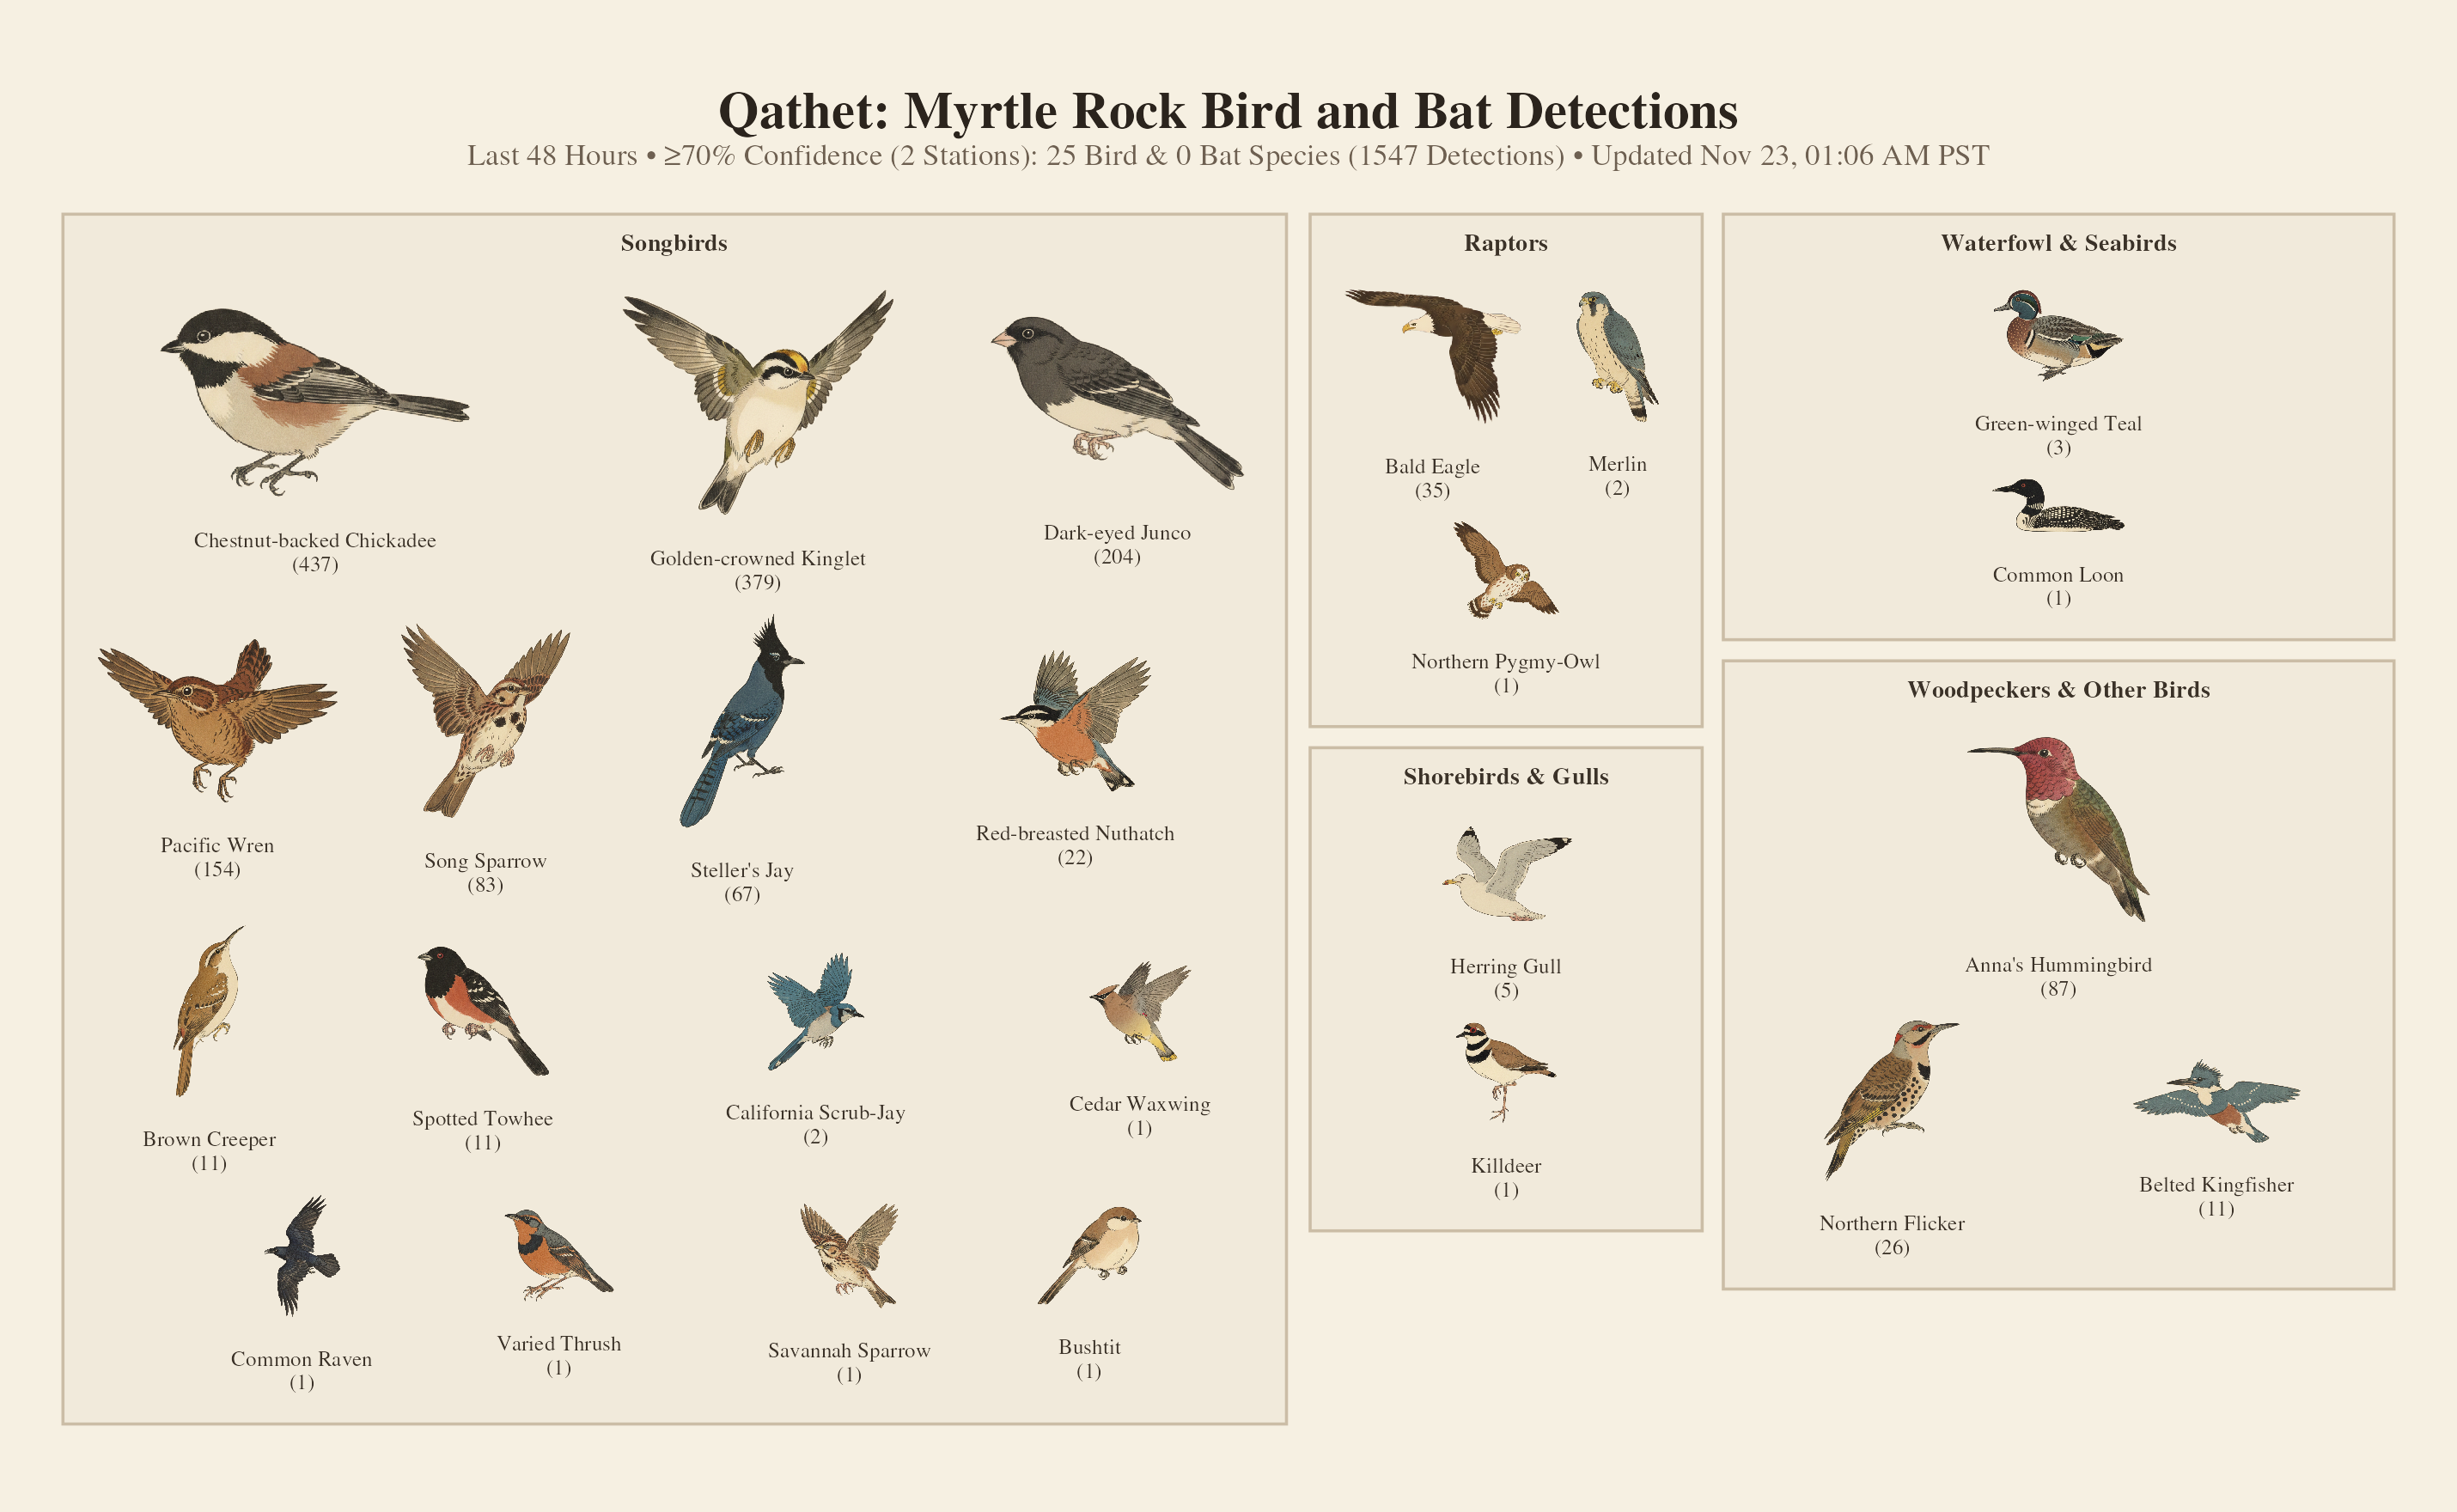 Qathet: Myrtle Rock Bird and Bat Detections
Last 48 Hours • ≥70% Confidence (2 Stations): 25 Bird & 0 Bat Species (1547 Detections) • Updated Nov 23, 01:06 AM PST
Songbirds
Chestnut-backed Chickadee
(437)
Golden-crowned Kinglet
(379)
Dark-eyed Junco
(204)
Pacific Wren
(154)
Song Sparrow
(83)
Steller's Jay
(67)
Red-breasted Nuthatch
(22)
Brown Creeper
(11)
Spotted Towhee
(11)
California Scrub-Jay
(2)
Cedar Waxwing
(1)
Common Raven
(1)
Varied Thrush
(1)
Savannah Sparrow
(1)
Bushtit
(1)
Raptors
Bald Eagle
(35)
Merlin
(2)
Northern Pygmy-Owl
(1)
Shorebirds & Gulls
Herring Gull
(5)
Killdeer
(1)
Waterfowl & Seabirds
Green-winged Teal
(3)
Common Loon
(1)
Woodpeckers & Other Birds
Anna's Hummingbird
(87)
Northern Flicker
(26)
Belted Kingfisher
(11)